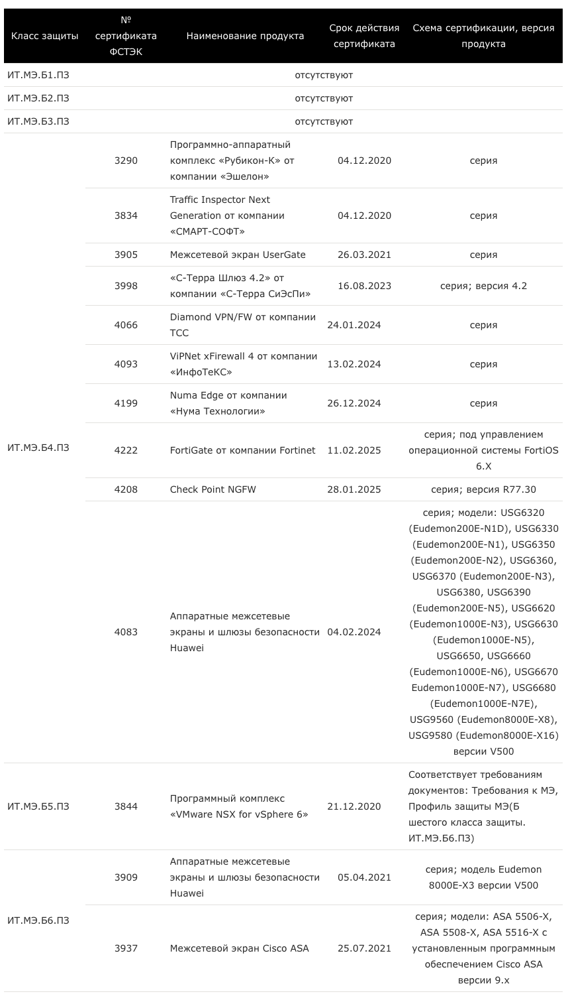 Класс защиты
№
сертификата
ФСТЭК
Наименование продукта
Срок действия
сертификата
Схема сертификации, версия
продукта
ИТ.МЭ.Б1.ПЗ
отсутствуют
ИТ.МЭ.Б2.ПЗ
отсутствуют
ИТ.МЭ.Б3.ПЗ
отсутствуют
ИТ.МЭ.Б4.ПЗ
3290
Программно-аппаратный
комплекс «Рубикон-К» от
компании «Эшелон»
04.12.2020
серия
3834
Traffic Inspector Next
Generation от компании
«СМАРТ-СОФТ»
04.12.2020
серия
3905
Межсетевой экран UserGate
26.03.2021
серия
3998
«С-Терра Шлюз 4.2» от
компании «С-Терра СиЭсПи»
16.08.2023
серия; версия 4.2
4066
Diamond VPN/FW от компании
ТСС
24.01.2024
серия
4093
ViPNet xFirewall 4 от компании
«ИнфоТеКС»
13.02.2024
серия
4199
Numa Edge от компании
«Нума Технологии»
26.12.2024
серия
4222
FortiGate от компании Fortinet
11.02.2025
серия; под управлением
операционной системы FortiOS
6.X
4208
Check Point NGFW
28.01.2025
серия; версия R77.30
4083
Аппаратные межсетевые
экраны и шлюзы безопасности
Huawei
04.02.2024
серия; модели: USG6320
(Eudemon200E-N1D), USG6330
(Eudemon200E-N1), USG6350
(Eudemon200E-N2), USG6360,
USG6370 (Eudemon200E-N3),
USG6380, USG6390
(Eudemon200E-N5), USG6620
(Eudemon1000E-N3), USG6630
(Eudemon1000E-N5),
USG6650, USG6660
(Eudemon1000E-N6), USG6670
Eudemon1000E-N7), USG6680
(Eudemon1000E-N7E),
USG9560 (Eudemon8000E-X8),
USG9580 (Eudemon8000E-X16)
версии V500
ИТ.МЭ.Б5.ПЗ
3844
Программный комплекс
«VMware NSX for vSphere 6»
21.12.2020
Соответствует требованиям
документов: Требования к МЭ,
Профиль защиты МЭ(Б
шестого класса защиты.
ИТ.МЭ.Б6.ПЗ)
ИТ.МЭ.Б6.ПЗ
3909
Аппаратные межсетевые
экраны и шлюзы безопасности
Huawei
05.04.2021
серия; модель Eudemon
8000E-X3 версии V500
3937
Межсетевой экран Cisco ASA
25.07.2021
серия; модели: ASA 5506-X,
ASA 5508-X, ASA 5516-X с
установленным программным
обеспечением Cisco ASA
версии 9.x